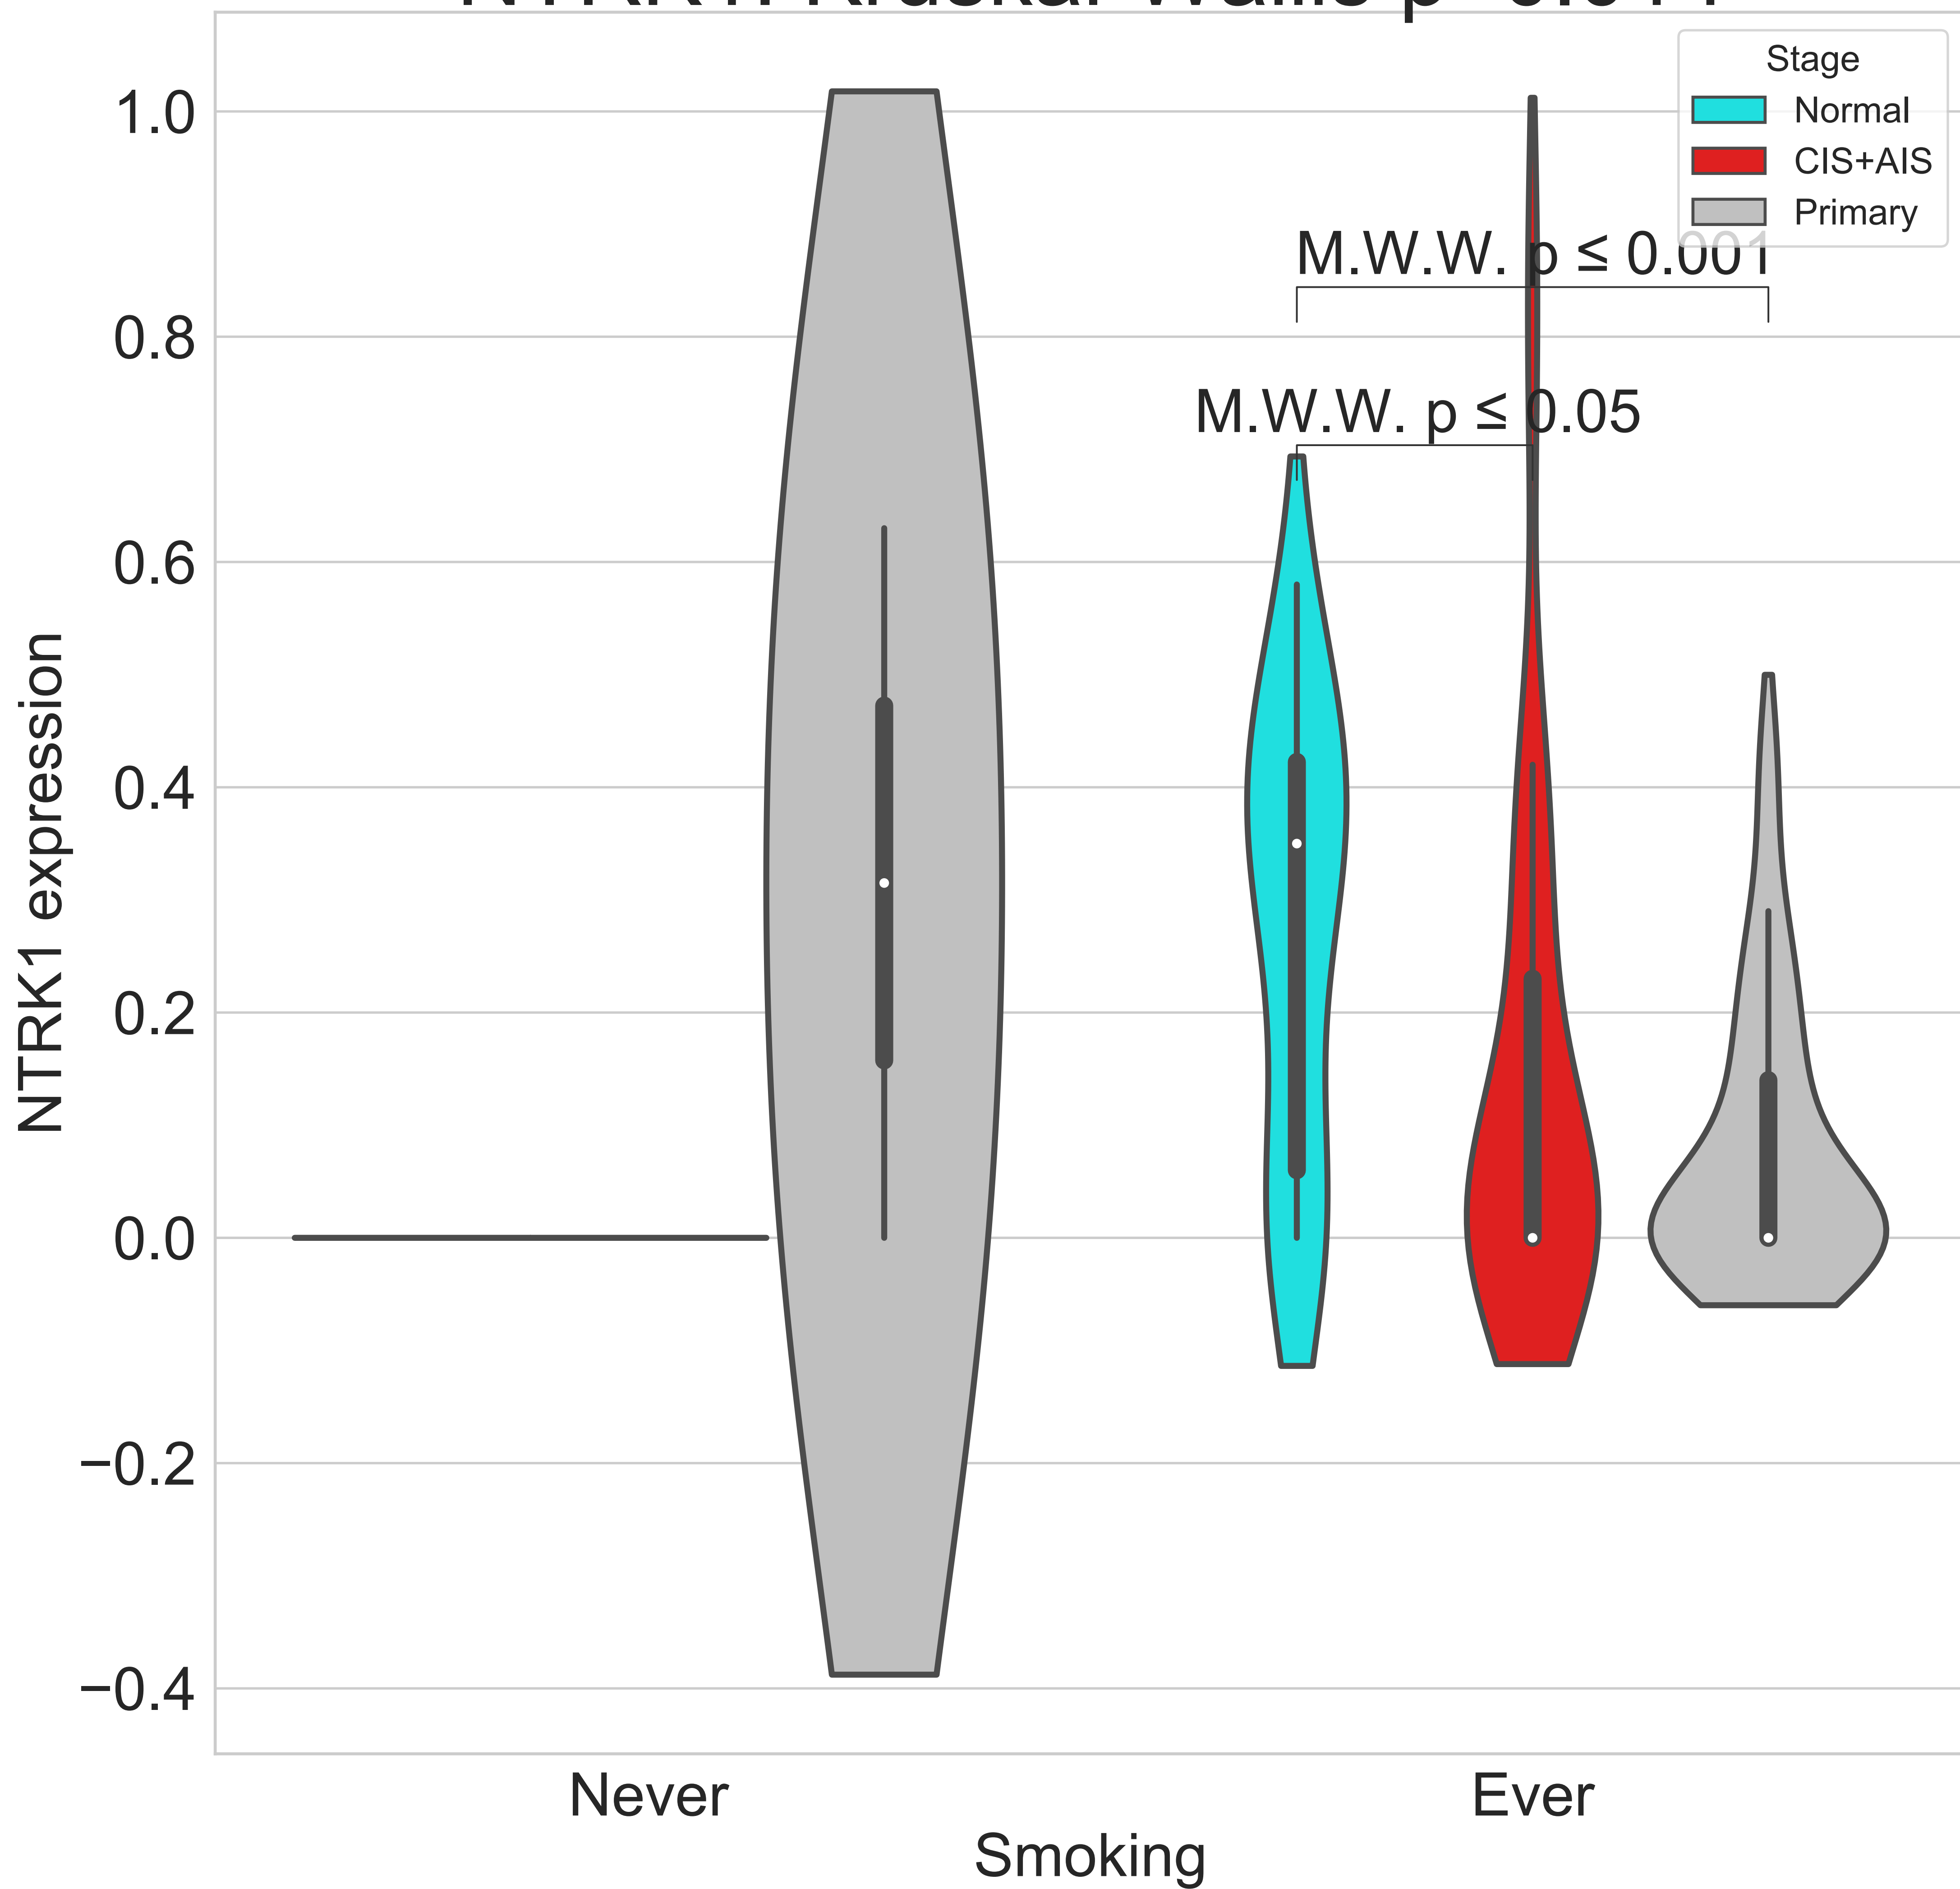 Stage
Normal
CIS+AIS
Primary
M.W.W. p ≤ 0.001
M.W.W. p ≤ 0.05
1.0
0.8
0.6
0.4
0.2
0.0
−0.2
−0.4
NTRK1 expression
Never
Ever
Smoking